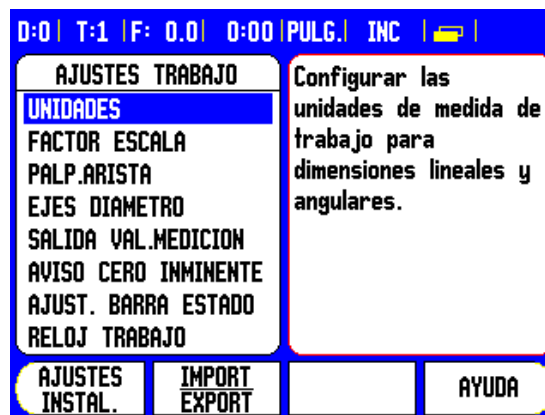 D:0 | T:1 | F: 0.0 | 0:00 | PULG. | INC |
AJUSTES TRABAJO
UNIDADES
FACTOR ESCALA
PALP.ARISTA
EJES DIAMETRO
SALIDA VAL.MEDICION
AVISO CERO INMINENTE
AJUST. BARRA ESTADO
RELOJ TRABAJO
Configurar las
unidades de medida de
trabajo para
dimensiones lineales y
angulares.
AJUSTES
INSTAL.
IMPORT
EXPORT
AYUDA